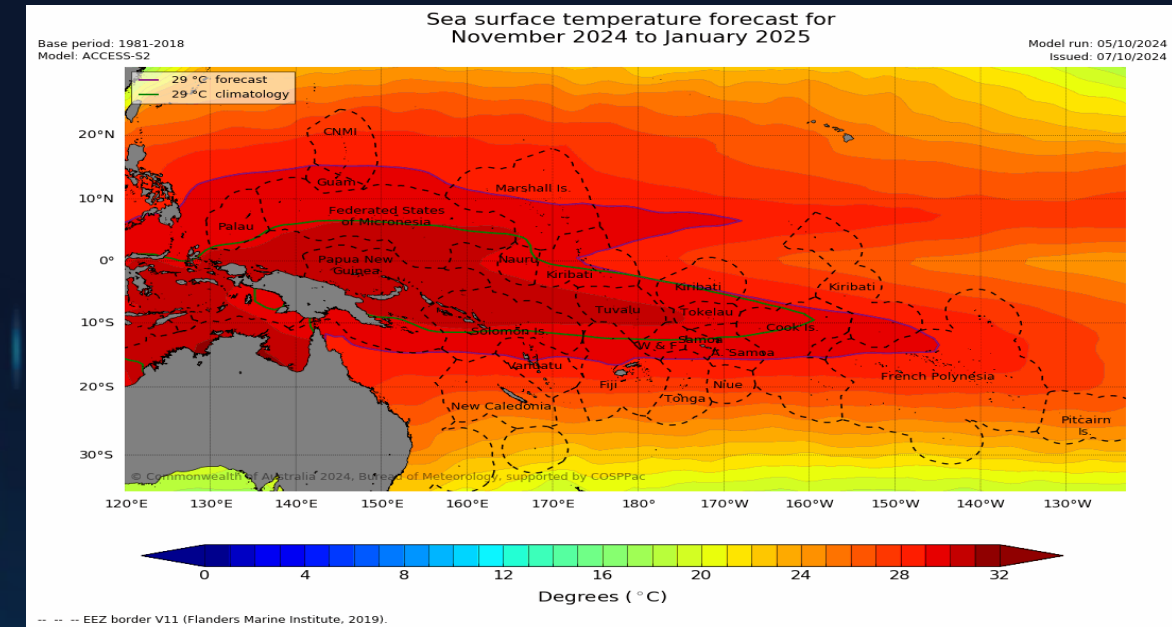 Sea surface temperature forecast for
November 2024 to January 2025
Base period: 1981-2018
Model: ACCESS-S2
Model run: 05/10/2024
Issued: 07/10/2024
29 °C forecast
29 °C climatology
20°N
10°N
0°
10°S
20°S
30°S
CNMI
Guam
Marshall Is.
Palau
Federated States
of Micronesia
Papua New
Guinea
Nauru
Kiribati
Kiribati
Kiribati
Tuvalu
Tokelau
Solomon Is.
Cook Is.
W & F
Samoa
A. Samoa
Vanuatu
Fiji
Niue
French Polynesia
Tonga
New Caledonia
Pitcairn
Is.
© Commonwealth of Australia 2024, Bureau of Meteorology, supported by COSPPac
120°E 130°E 140°E 150°E 160°E 170°E 180° 170°W 160°W 150°W 140°W 130°W
0 4 8 12 16 20 24 28 32
Degrees (°C)
-- -- -- EEZ border V11 (Flanders Marine Institute, 2019).